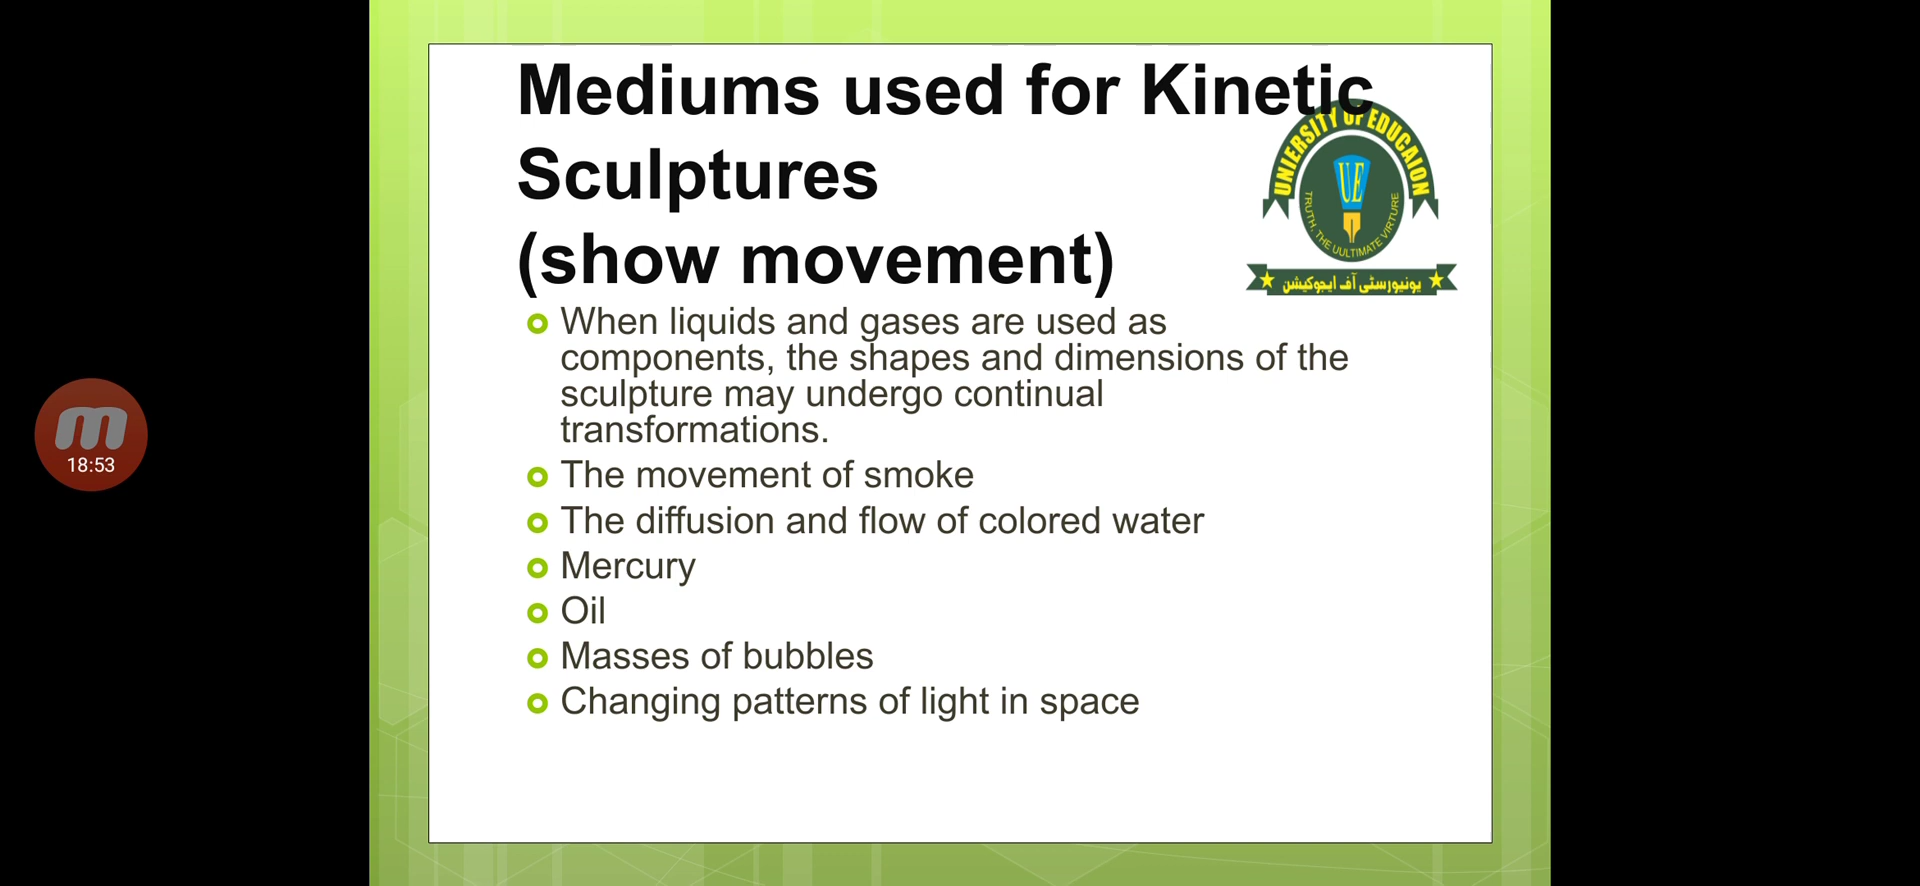 Mediums used for Kinetic
Sculptures
(show movement)
UNIERSITY OF EDUCAION
UE
TRUTH, THE UULTIMATE VIRTURE
یونیورسٹی آف ایجوکیشن
When liquids and gases are used as
components, the shapes and dimensions of the
sculpture may undergo continual
transformations.
The movement of smoke
The diffusion and flow of colored water
Mercury
Oil
Masses of bubbles
Changing patterns of light in space
m
18:53